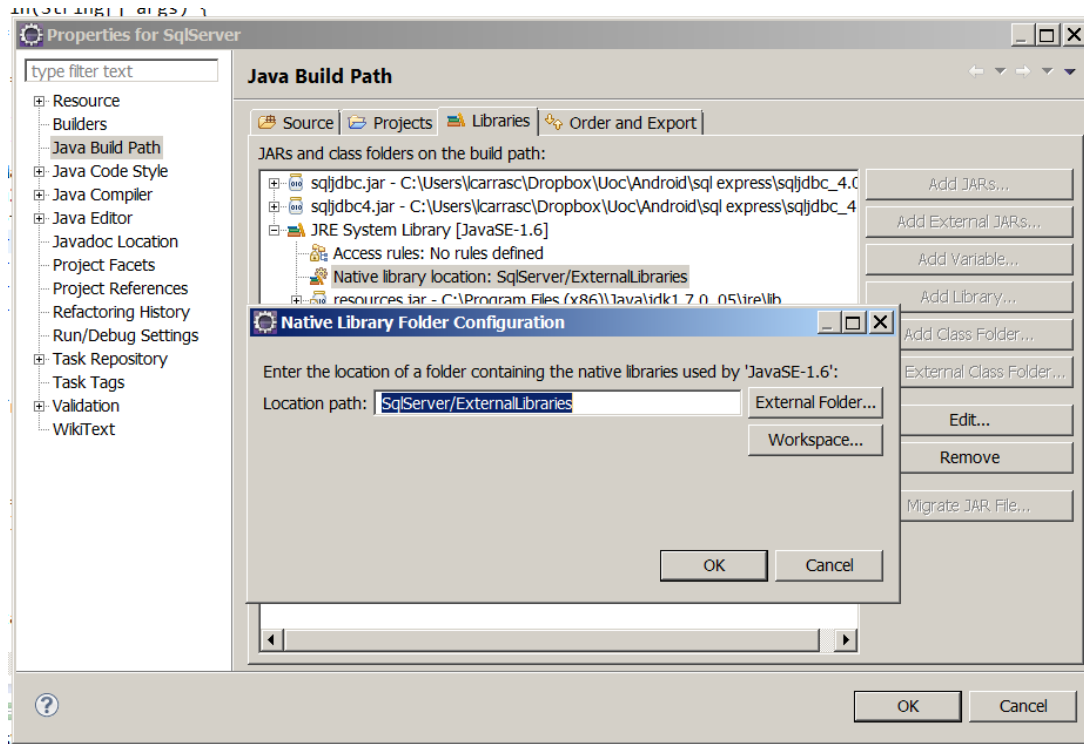 in(String[] args) {
Properties for SqlServer
type filter text
Resource
Builders
Java Build Path
Java Code Style
Java Compiler
Java Editor
Javadoc Location
Project Facets
Project References
Refactoring History
Run/Debug Settings
Task Repository
Task Tags
Validation
WikiText
Java Build Path
Source Projects Libraries Order and Export
JARs and class folders on the build path:
sqljdbc.jar - C:\Users\lcarrasc\Dropbox\Uoc\Android\sql express\sqljdbc_4.0
sqljdbc4.jar - C:\Users\lcarrasc\Dropbox\Uoc\Android\sql express\sqljdbc_4
JRE System Library [JavaSE-1.6]
Access rules: No rules defined
Native library location: SqlServer/ExternalLibraries
resources.jar - C:\Program Files (x86)\Java\jdk1.7.0_05\jre\lib
Add JARs...
Add External JARs...
Add Variable...
Add Library...
Add Class Folder...
External Class Folder...
Edit...
Remove
Migrate JAR File...
Native Library Folder Configuration
Enter the location of a folder containing the native libraries used by 'JavaSE-1.6':
Location path: SqlServer/ExternalLibraries External Folder...
Workspace...
OK Cancel
OK Cancel